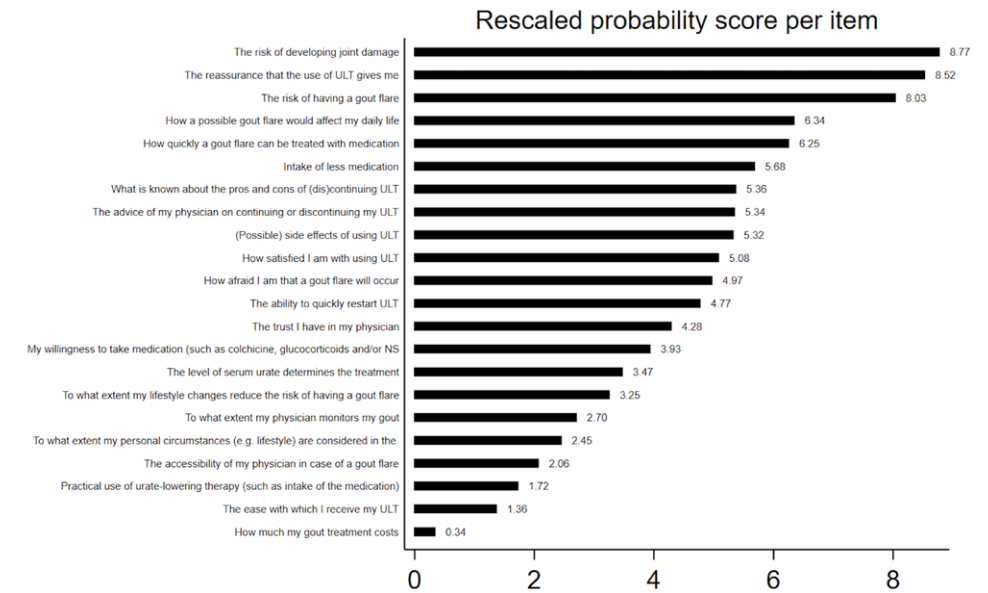 Rescaled probability score per item
The risk of developing joint damage 8.77
The reassurance that the use of ULT gives me 8.52
The risk of having a gout flare 8.03
How a possible gout flare would affect my daily life 6.34
How quickly a gout flare can be treated with medication 6.25
Intake of less medication 5.68
What is known about the pros and cons of (dis)continuing ULT 5.36
The advice of my physician on continuing or discontinuing my ULT 5.34
(Possible) side effects of using ULT 5.32
How satisfied I am with using ULT 5.08
How afraid I am that a gout flare will occur 4.97
The ability to quickly restart ULT 4.77
The trust I have in my physician 4.28
My willingness to take medication (such as colchicine, glucocorticoids and/or NS 3.93
The level of serum urate determines the treatment 3.47
To what extent my lifestyle changes reduce the risk of having a gout flare 3.25
To what extent my physician monitors my gout 2.70
To what extent my personal circumstances (e.g. lifestyle) are considered in the 2.45
The accessibility of my physician in case of a gout flare 2.06
Practical use of urate-lowering therapy (such as intake of the medication) 1.72
The ease with which I receive my ULT 1.36
How much my gout treatment costs 0.34
0 2 4 6 8